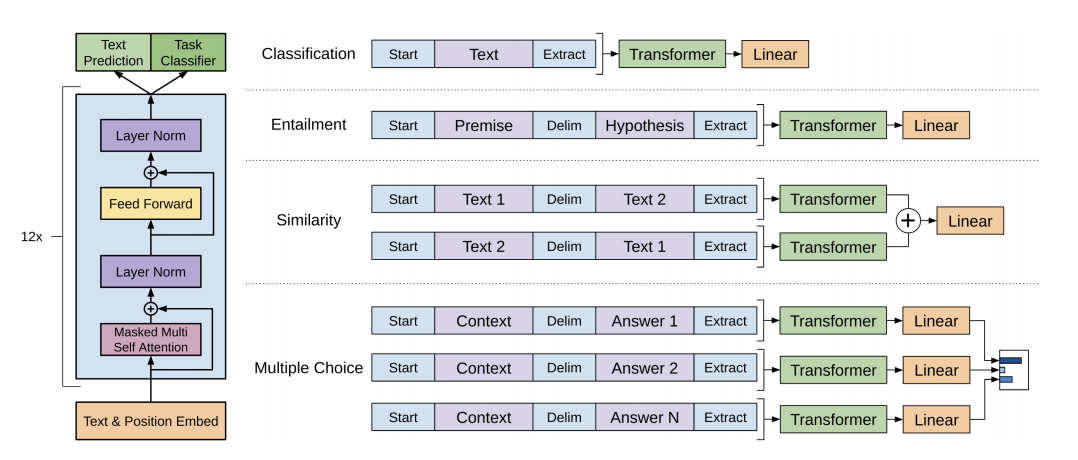 Text
Prediction
Task
Classifier
Layer Norm
+
Feed Forward
12x
Layer Norm
+
Masked Multi
Self Attention
Text & Position Embed
Classification Start Text Extract Transformer Linear
Entailment Start Premise Delim Hypothesis Extract Transformer Linear
Similarity
Start Text 1 Delim Text 2 Extract Transformer
+ Linear
Start Text 2 Delim Text 1 Extract Transformer
Multiple Choice
Start Context Delim Answer 1 Extract Transformer Linear
Start Context Delim Answer 2 Extract Transformer Linear
Start Context Delim Answer N Extract Transformer Linear